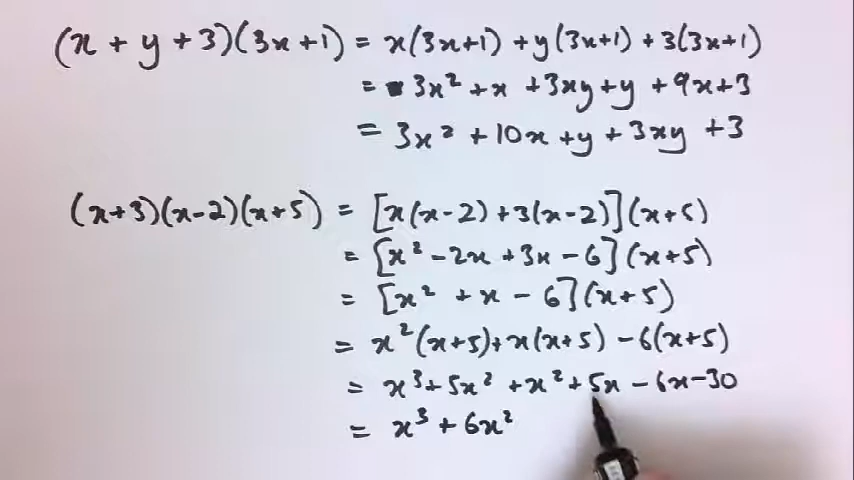 (x + y + 3)(3x+1) = x(3x+1) + y(3x+1) + 3(3x+1)
= 3x² + x + 3xy + y + 9x + 3
= 3x² + 10x + y + 3xy + 3
(x+3)(x-2)(x+5) = [x(x-2) + 3(x-2)](x+5)
= [x² - 2x + 3x - 6](x+5)
= [x² + x - 6](x+5)
= x²(x+5) + x(x+5) - 6(x+5)
= x³ + 5x² + x² + 5x - 6x - 30
= x³ + 6x²